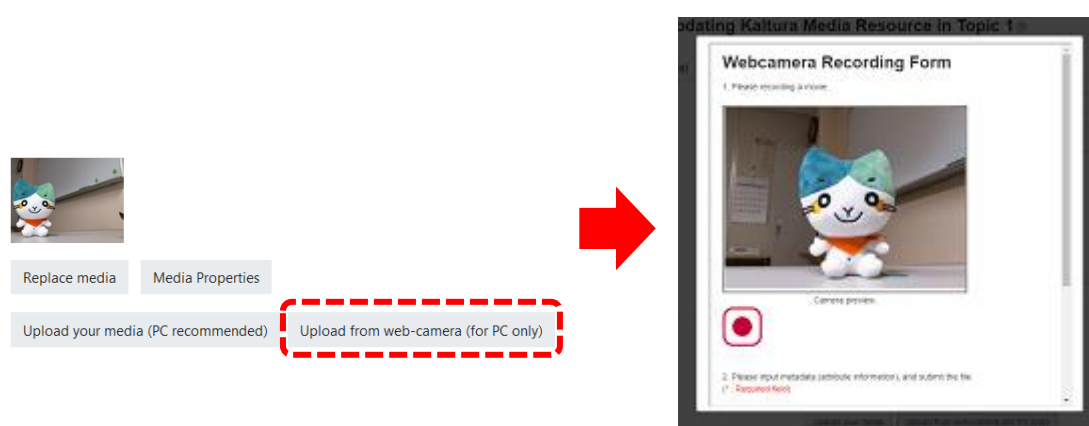 Replace media
Media Properties
Upload your media (PC recommended)
Upload from web-camera (for PC only)
dating Kaltura Media Resource in Topic 1
Webcamera Recording Form
1. Please recording a movie.
Camera preview.
2. Please input metadata (attribute information), and submit the file.
(* : Required field)